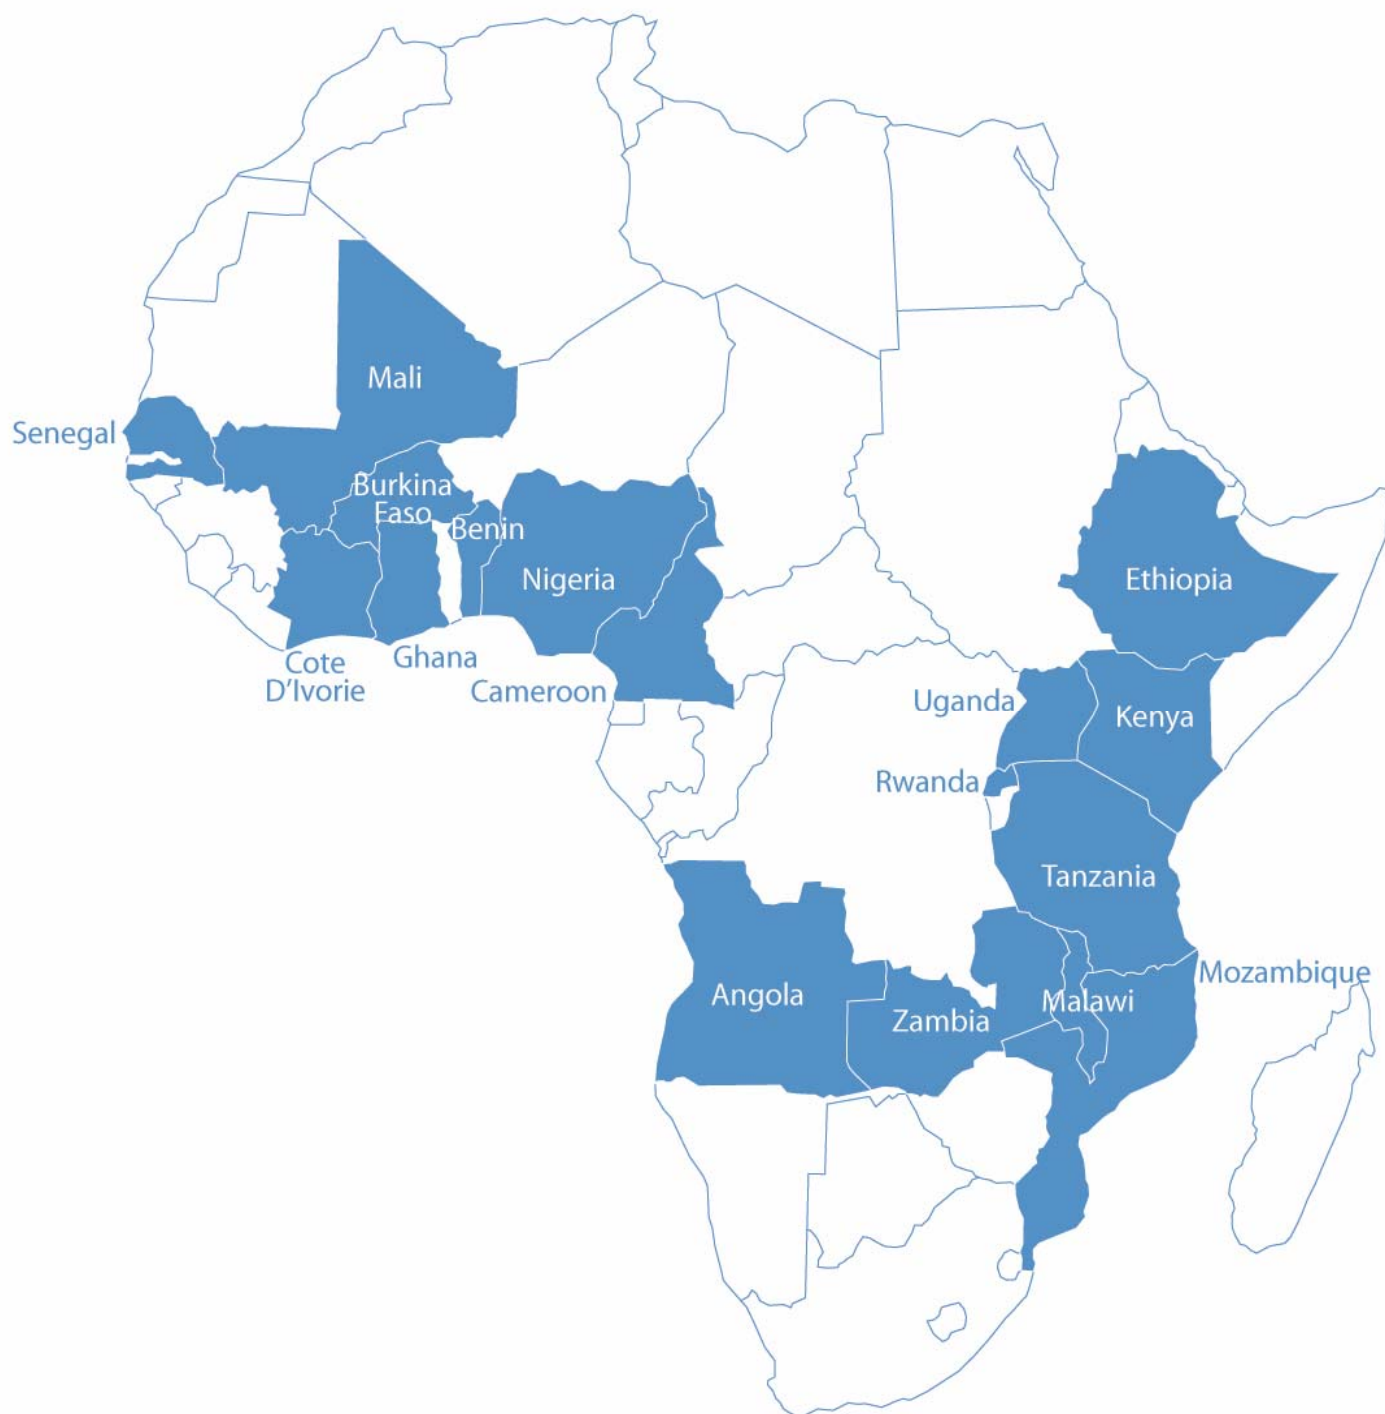 Mali
Senegal
Burkina
Faso
Benin
Nigeria
Ethiopia
Cote
D'Ivorie
Ghana
Cameroon
Uganda
Kenya
Rwanda
Tanzania
Mozambique
Angola
Malawi
Zambia